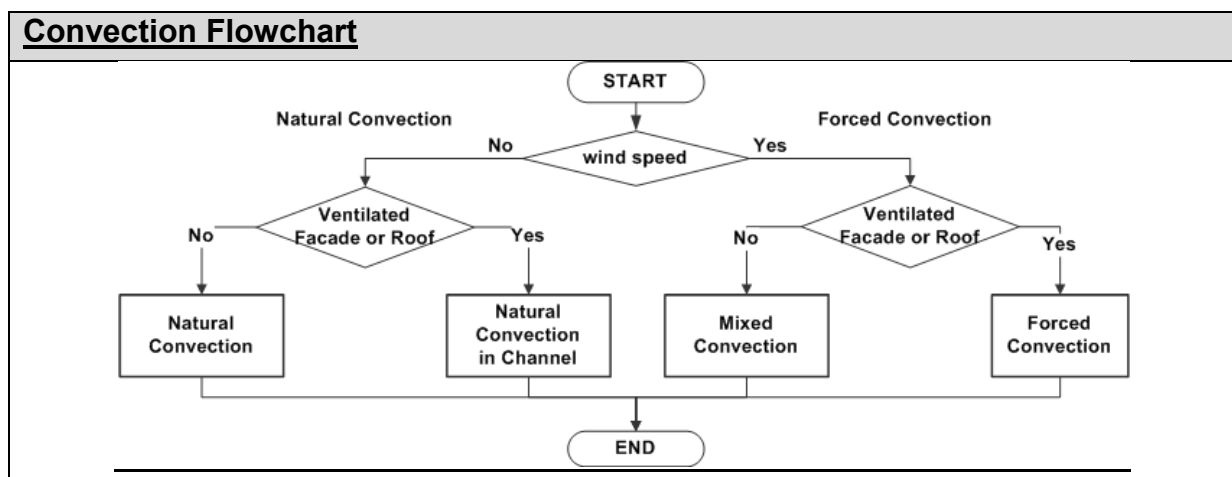 Convection Flowchart
START
Natural Convection
Forced Convection
No
wind speed
Yes
Ventilated
Facade or Roof
No
Yes
Ventilated
Facade or Roof
No
Yes
Natural
Convection
Natural
Convection
in Channel
Mixed
Convection
Forced
Convection
END